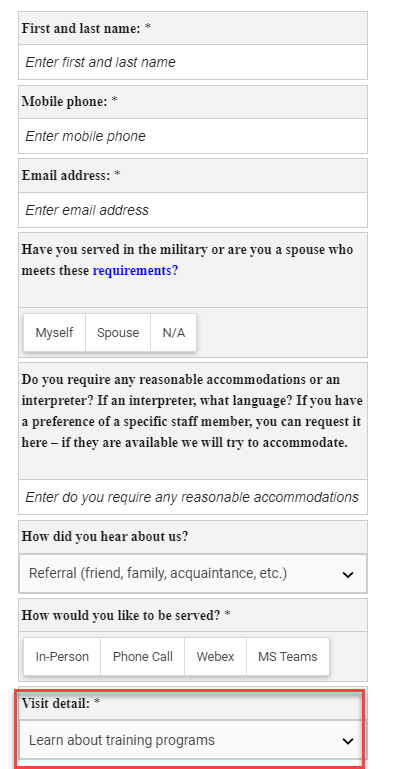 First and last name: *
Enter first and last name
Mobile phone: *
Enter mobile phone
Email address: *
Enter email address
Have you served in the military or are you a spouse who
meets these requirements?
Myself Spouse N/A
Do you require any reasonable accommodations or an
interpreter? If an interpreter, what language? If you have
a preference of a specific staff member, you can request it
here – if they are available we will try to accommodate.
Enter do you require any reasonable accommodations
How did you hear about us?
Referral (friend, family, acquaintance, etc.)
How would you like to be served? *
In-Person Phone Call Webex MS Teams
Visit detail: *
Learn about training programs